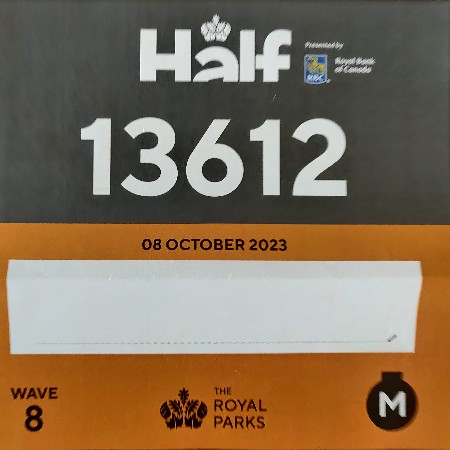 Half
Presented by
Royal Bank
of Canada
RBC
13612
08 OCTOBER 2023
WAVE
8
THE
ROYAL
PARKS
M